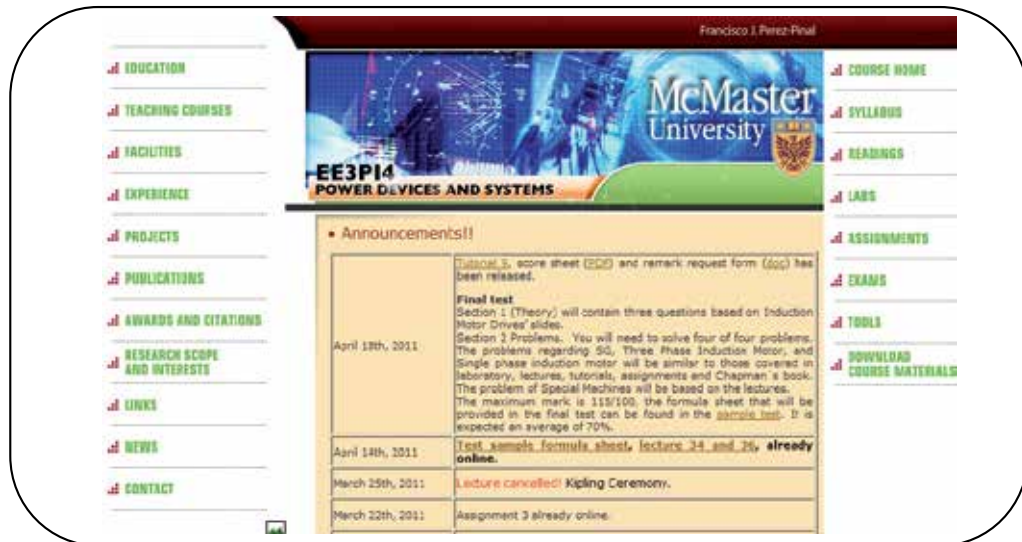 Francisco J. Perez-Pinal
EDUCATION
TEACHING COURSES
FACILITIES
EXPERIENCE
PROJECTS
PUBLICATIONS
AWARDS AND CITATIONS
RESEARCH SCOPE
AND INTERESTS
LINKS
NEWS
CONTACT
McMaster
University
EE3PI4
POWER DEVICES AND SYSTEMS
• Announcements!!
April 18th, 2011
Tutorial 9, score sheet (PDF) and remark request form (doc) has
been released.
Final test
Section 1 (Theory) will contain three questions based on Induction
Motor Drives' slides.
Section 2 Problems. You will need to solve four of four problems.
The problems regarding SG, Three Phase Induction Motor, and
Single phase induction motor will be similar to those covered in
laboratory, lectures, tutorials, assignments and Chapman´s book.
The problem of Special Machines will be based on the lectures.
The maximum mark is 115/100, the formula sheet that will be
provided in the final test can be found in the sample test. It is
expected an average of 70%.
April 14th, 2011
Test sample formula sheet, lecture 34 and 36, already
online.
March 25th, 2011
Lecture cancelled! Kipling Ceremony.
March 22th, 2011
Assignment 3 already online.
COURSE HOME
SYLLABUS
READINGS
LABS
ASSIGNMENTS
EXAMS
TOOLS
DOWNLOAD
COURSE MATERIALS